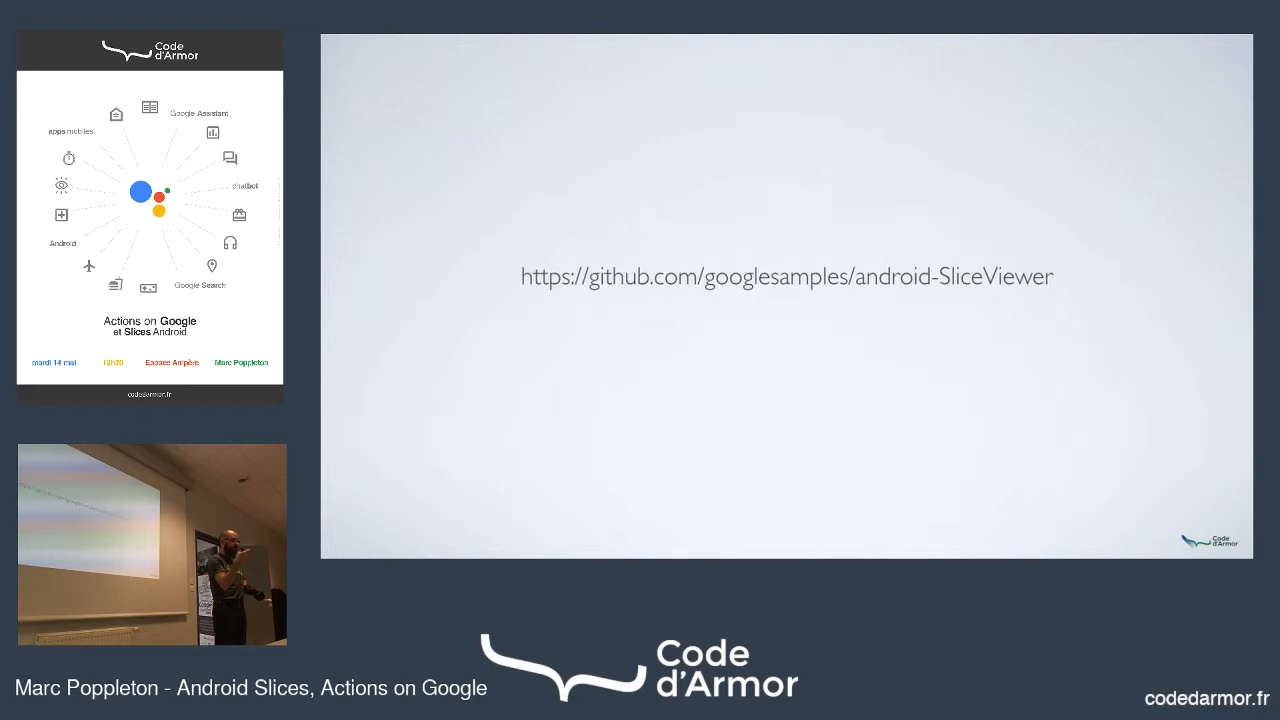 Code
d'Armor
Google Assistant
apps mobiles
chatbot
Android
Google Search
Actions on Google
et Slices Android
mardi 14 mai
12h30
Espace Ampère
Marc Poppleton
codedarmor.fr
https://github.com/googlesamples/android-SliceViewer
Code
d'Armor
Marc Poppleton - Android Slices, Actions on Google
Code
d'Armor
codedarmor.fr